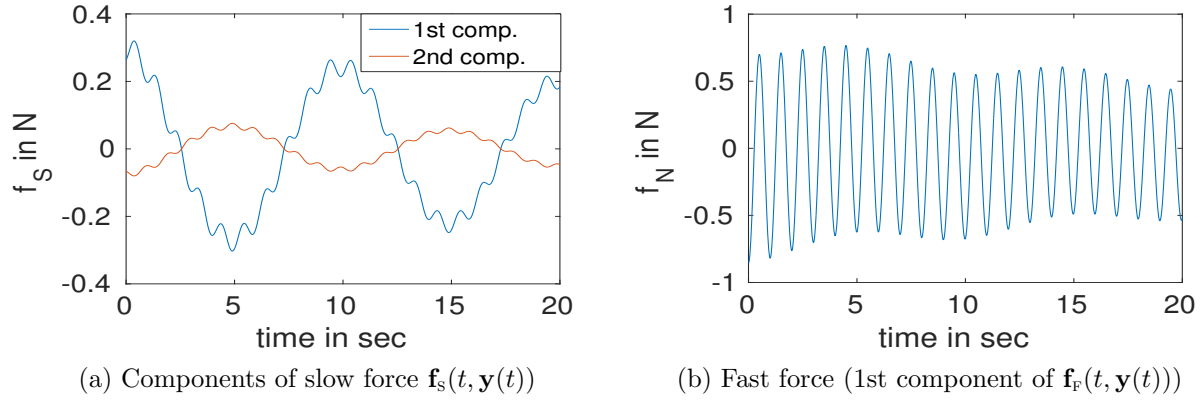 0.4
0.2
0
-0.2
-0.4
0 5 10 15 20
f_S in N
time in sec
1st comp.
2nd comp.
(a) Components of slow force f_S(t, y(t))
1
0.5
0
-0.5
-1
0 5 10 15 20
f_N in N
time in sec
(b) Fast force (1st component of f_F(t, y(t)))